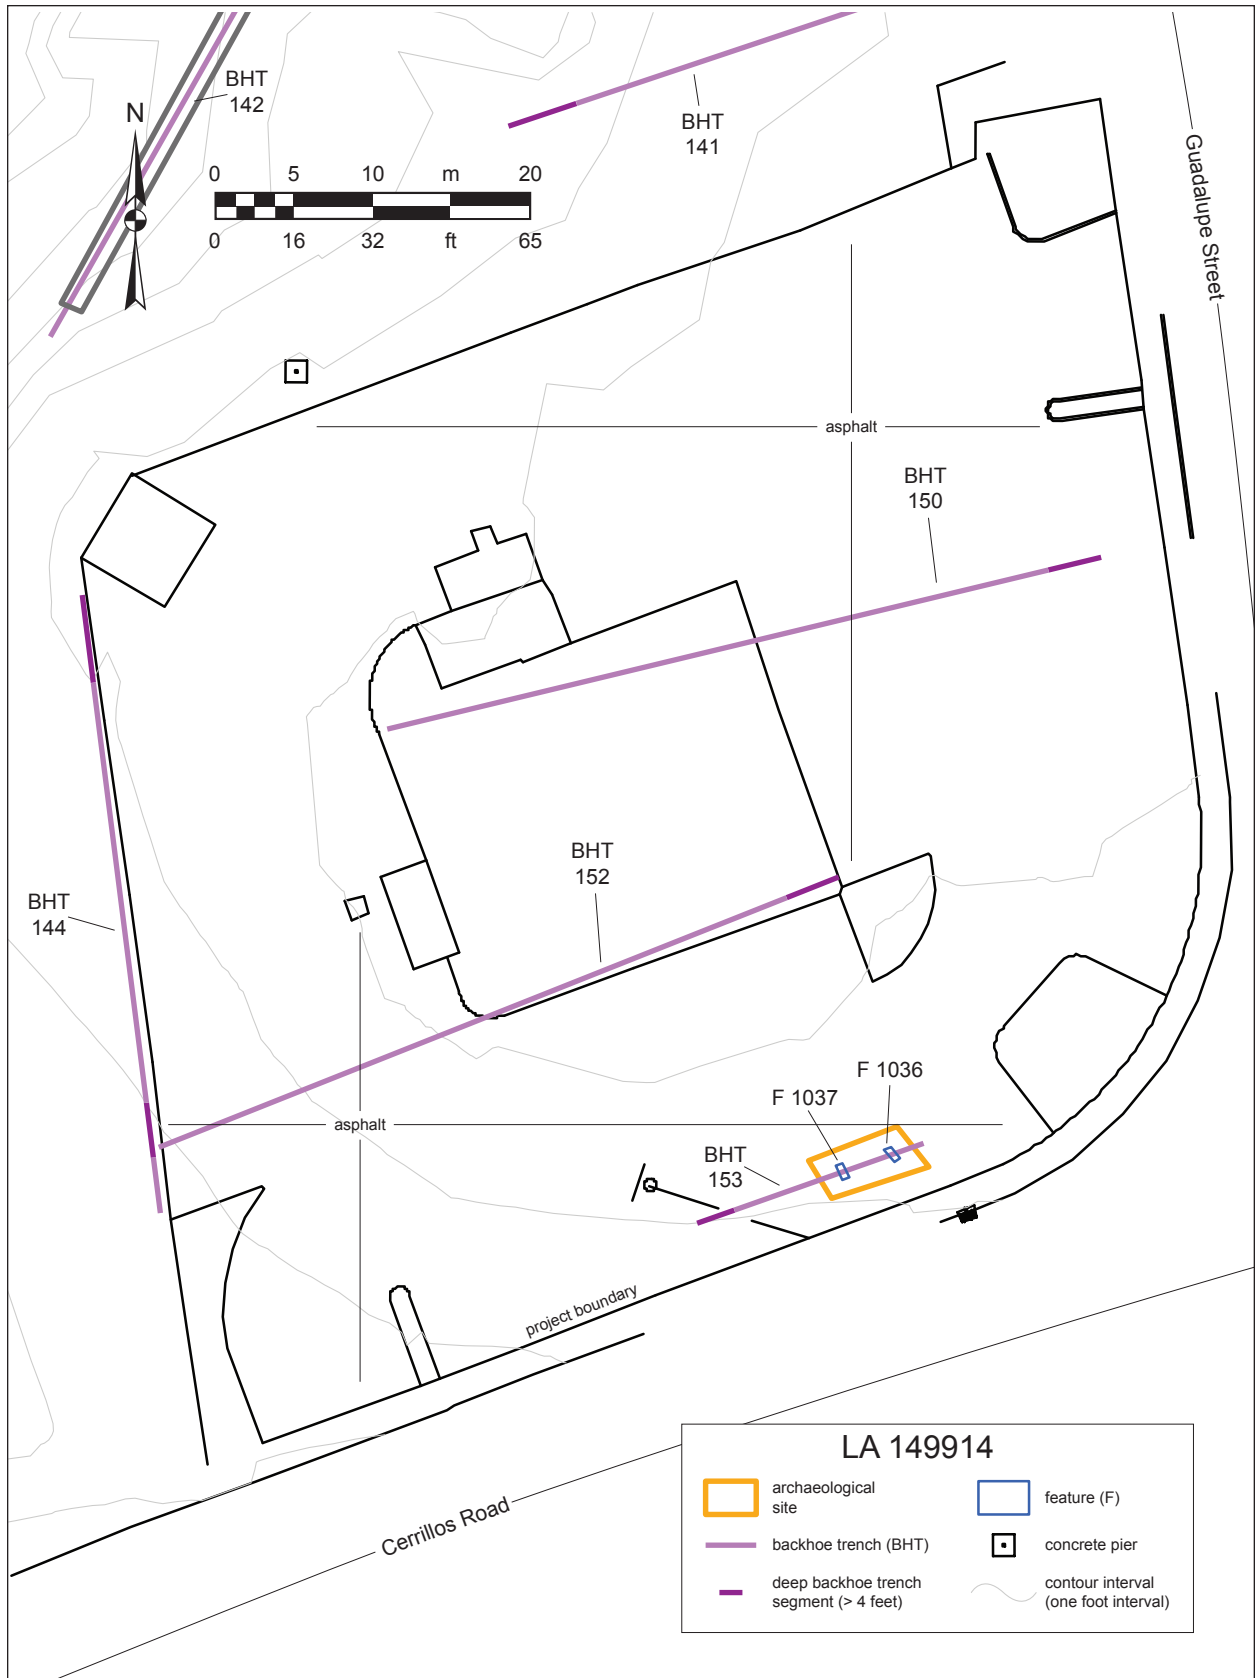 BHT
142
N
BHT
141
0 5 10 m 20
0 16 32 ft 65
Guadalupe Street
asphalt
BHT
150
BHT
152
BHT
144
F 1036
F 1037
asphalt
BHT
153
project boundary
Cerrillos Road
LA 149914
archaeological
site
feature (F)
backhoe trench (BHT)
concrete pier
deep backhoe trench
segment (> 4 feet)
contour interval
(one foot interval)